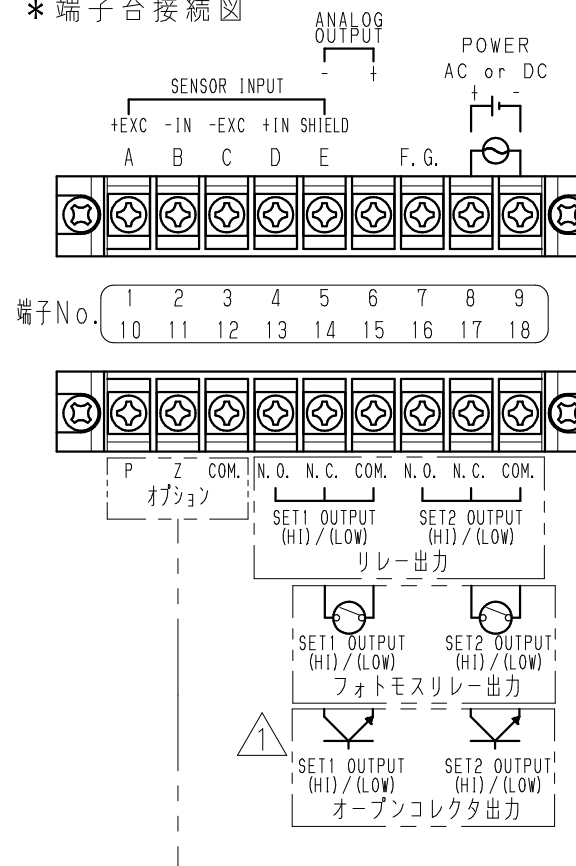 *端子台接続図
ANALOG
OUTPUT
- +
POWER
AC or DC
+ -
SENSOR INPUT
+EXC -IN -EXC +IN SHIELD
A B C D E F.G.
端子No.
1 2 3 4 5 6 7 8 9
10 11 12 13 14 15 16 17 18
P Z COM. N.O. N.C. COM. N.O. N.C. COM.
オプション
SET1 OUTPUT SET2 OUTPUT
(HI)/(LOW) (HI)/(LOW)
リレー出力
SET1 OUTPUT SET2 OUTPUT
(HI)/(LOW) (HI)/(LOW)
フォトモスリレー出力
1
SET1 OUTPUT SET2 OUTPUT
(HI)/(LOW) (HI)/(LOW)
オープンコレクタ出力